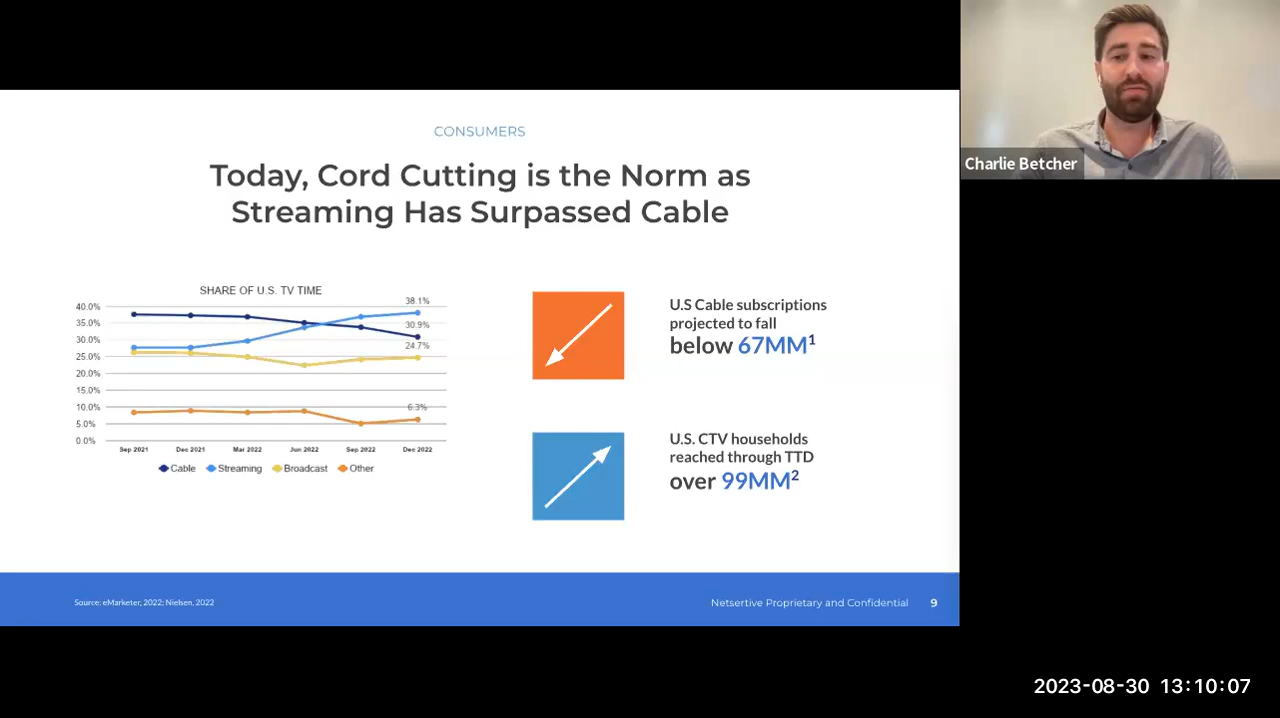 CONSUMERS
Today, Cord Cutting is the Norm as
Streaming Has Surpassed Cable
SHARE OF U.S. TV TIME
40.0%
35.0%
30.0%
25.0%
20.0%
15.0%
10.0%
5.0%
0.0%
38.1%
30.9%
24.7%
6.3%
Sep 2021 Dec 2021 Mar 2022 Jun 2022 Sep 2022 Dec 2022
Cable Streaming Broadcast Other
U.S Cable subscriptions
projected to fall
below 67MM1
U.S. CTV households
reached through TTD
over 99MM2
Source: eMarketer, 2022; Nielsen, 2022
Netsertive Proprietary and Confidential 9
Charlie Betcher
2023-08-30 13:10:07